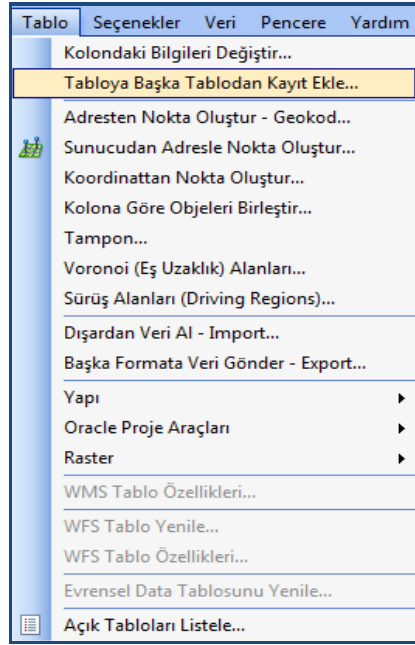 Tablo Seçenekler Veri Pencere Yardım
Kolondaki Bilgileri Değiştir...
Tabloya Başka Tablodan Kayıt Ekle...
Adresten Nokta Oluştur - Geokod...
Sunucudan Adresle Nokta Oluştur...
Koordinattan Nokta Oluştur...
Kolona Göre Objeleri Birleştir...
Tampon...
Voronoi (Eş Uzaklık) Alanları...
Sürüş Alanları (Driving Regions)...
Dışardan Veri Al - Import...
Başka Formata Veri Gönder - Export...
Yapı
Oracle Proje Araçları
Raster
WMS Tablo Özellikleri...
WFS Tablo Yenile...
WFS Tablo Özellikleri...
Evrensel Data Tablosunu Yenile...
Açık Tabloları Listele...